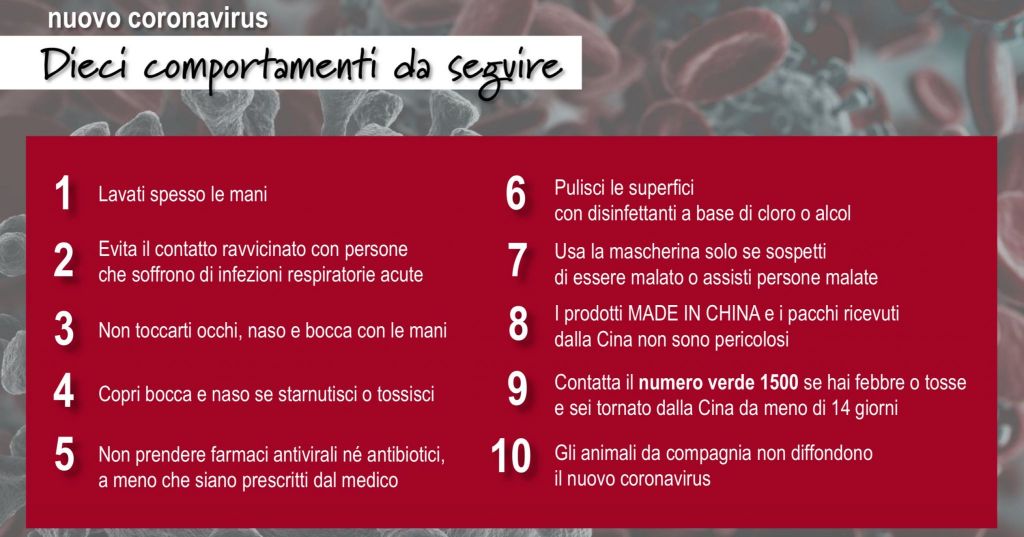 nuovo coronavirus
Dieci comportamenti da seguire
1 Lavati spesso le mani
2 Evita il contatto ravvicinato con persone
che soffrono di infezioni respiratorie acute
3 Non toccarti occhi, naso e bocca con le mani
4 Copri bocca e naso se starnutisci o tossisci
5 Non prendere farmaci antivirali né antibiotici,
a meno che siano prescritti dal medico
6 Pulisci le superfici
con disinfettanti a base di cloro o alcol
7 Usa la mascherina solo se sospetti
di essere malato o assisti persone malate
8 I prodotti MADE IN CHINA e i pacchi ricevuti
dalla Cina non sono pericolosi
9 Contatta il numero verde 1500 se hai febbre o tosse
e sei tornato dalla Cina da meno di 14 giorni
10 Gli animali da compagnia non diffondono
il nuovo coronavirus